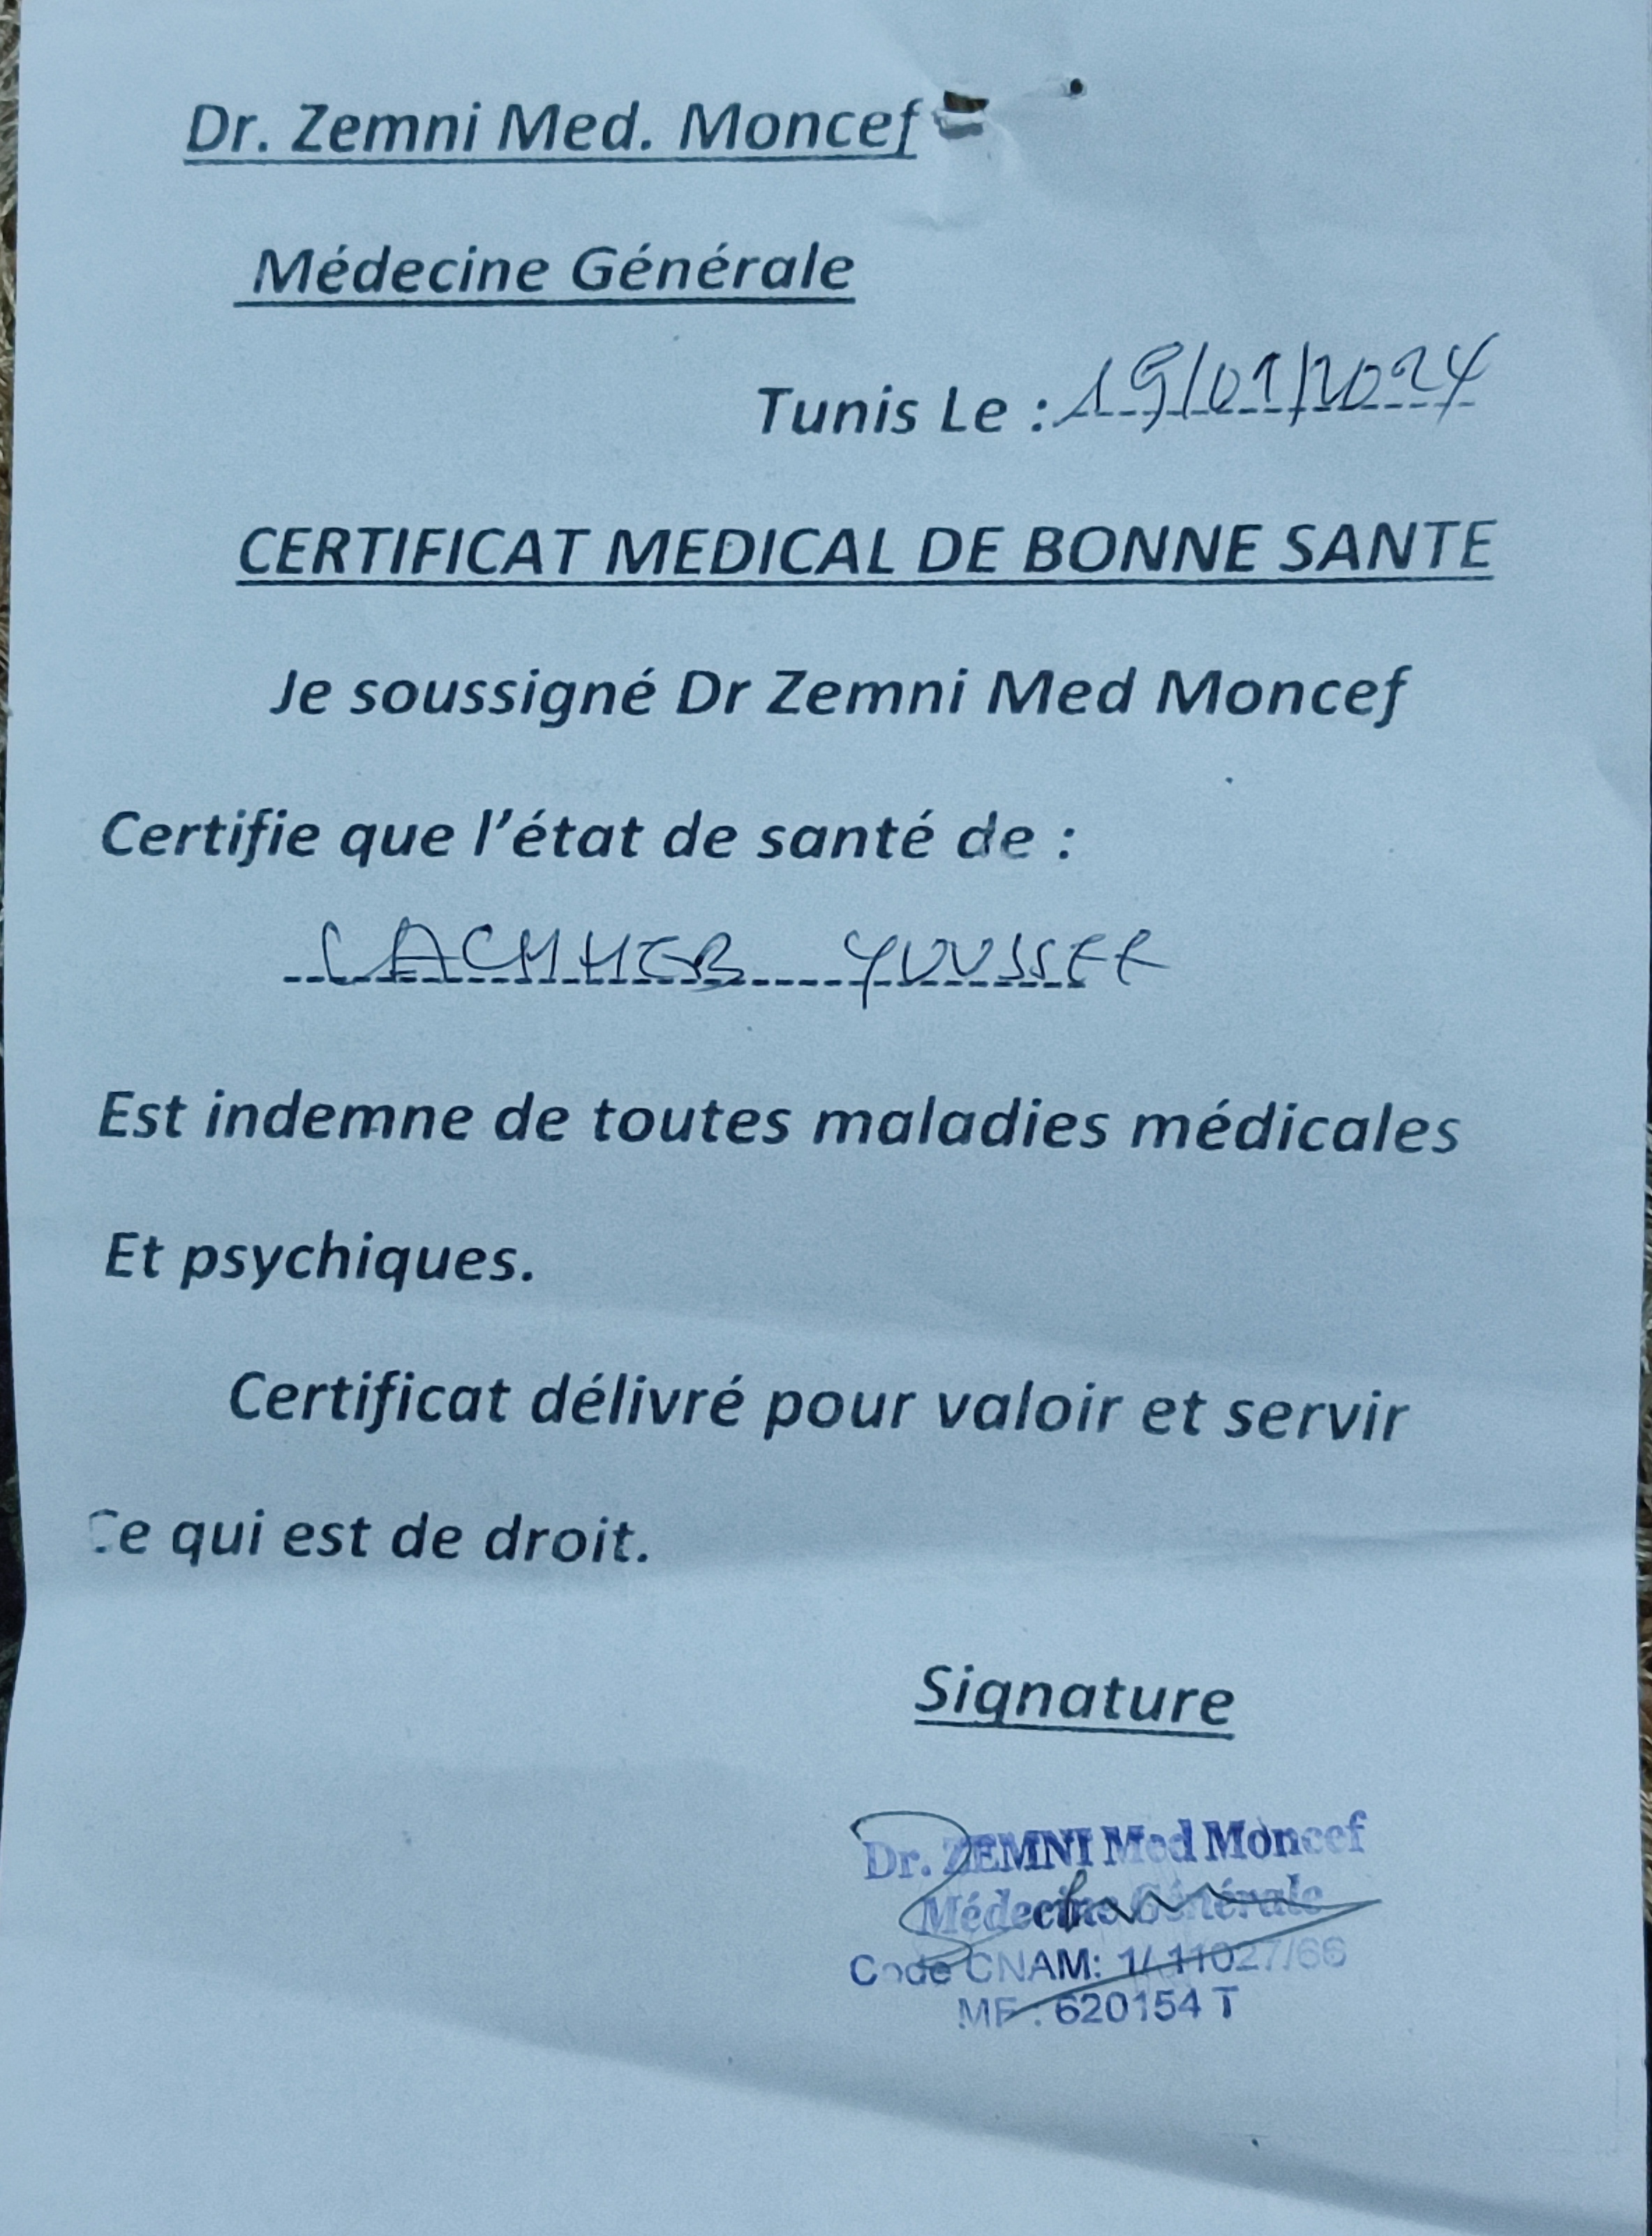 Dr. Zemni Med. Moncef
Médecine Générale
Tunis Le : 19/01/2024
CERTIFICAT MEDICAL DE BONNE SANTE
Je soussigné Dr Zemni Med Moncef
Certifie que l'état de santé de :
LACHHEB YOUSSEF
Est indemne de toutes maladies médicales
Et psychiques.
Certificat délivré pour valoir et servir
Ce qui est de droit.
Signature
Dr. ZEMNI Med Moncef
Médecine Générale
Code CNAM: 1/11027/66
MF : 620154 T